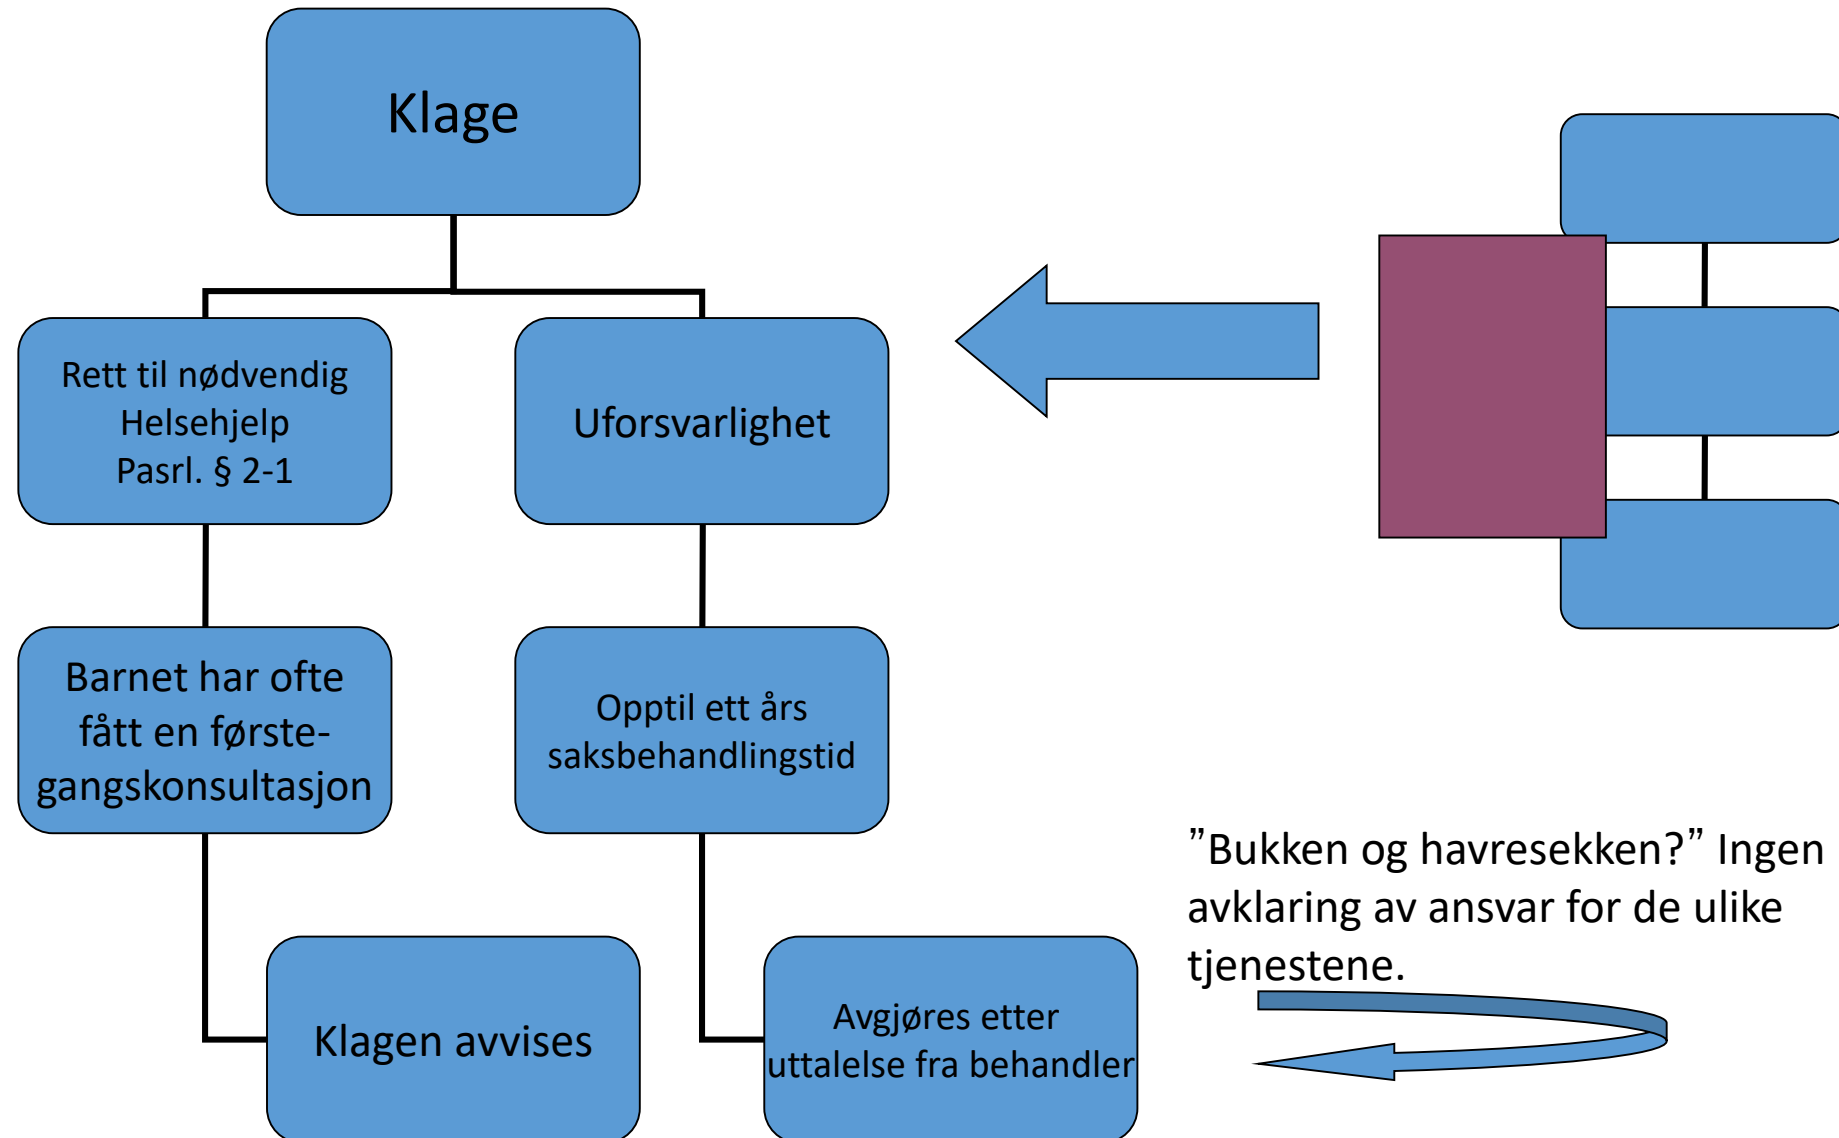 Klage
Rett til nødvendig
Helsehjelp
Pasrl. § 2-1
Uforsvarlighet
Barnet har ofte
fått en første-
gangskonsultasjon
Opptil ett års
saksbehandlingstid
Klagen avvises
Avgjøres etter
uttalelse fra behandler
”Bukken og havresekken?” Ingen
avklaring av ansvar for de ulike
tjenestene.